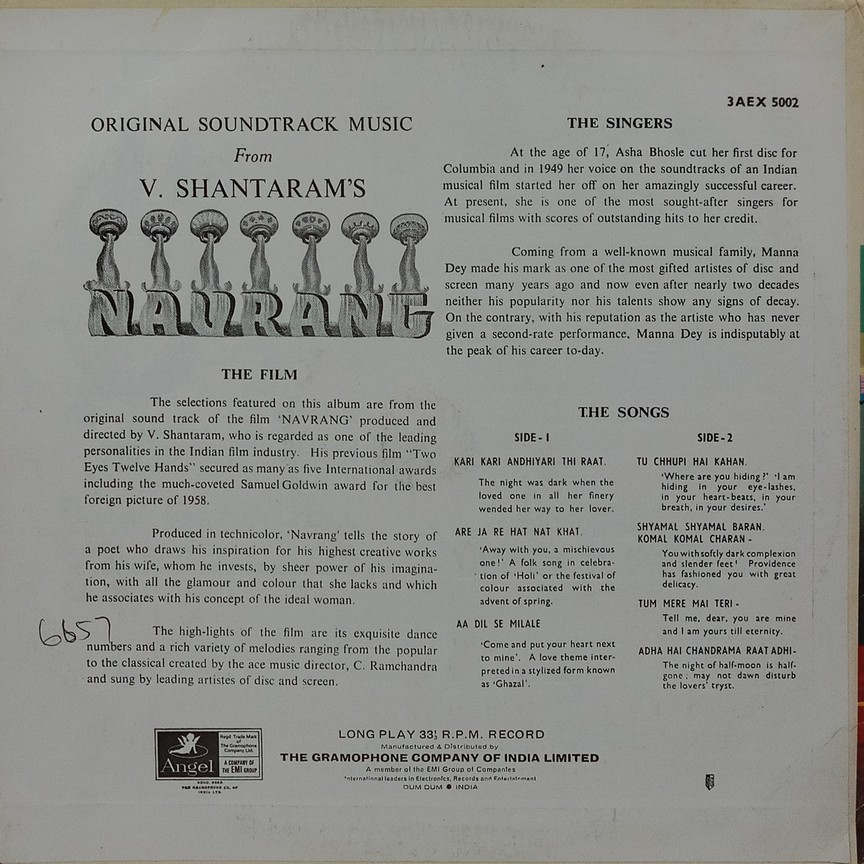 3AEX 5002
ORIGINAL SOUNDTRACK MUSIC
From
V. SHANTARAM'S
NAVRANG
THE FILM
The selections featured on this album are from the
original sound track of the film 'NAVRANG' produced and
directed by V. Shantaram, who is regarded as one of the leading
personalities in the Indian film industry. His previous film "Two
Eyes Twelve Hands" secured as many as five International awards
including the much-coveted Samuel Goldwin award for the best
foreign picture of 1958.
Produced in technicolor, 'Navrang' tells the story of
a poet who draws his inspiration for his highest creative works
from his wife, whom he invests, by sheer power of his imagina-
tion, with all the glamour and colour that she lacks and which
he associates with his concept of the ideal woman.
6657
The high-lights of the film are its exquisite dance
numbers and a rich variety of melodies ranging from the popular
to the classical created by the ace music director, C. Ramchandra
and sung by leading artistes of disc and screen.
THE SINGERS
At the age of 17, Asha Bhosle cut her first disc for
Columbia and in 1949 her voice on the soundtracks of an Indian
musical film started her off on her amazingly successful career.
At present, she is one of the most sought-after singers for
musical films with scores of outstanding hits to her credit.
Coming from a well-known musical family, Manna
Dey made his mark as one of the most gifted artistes of disc and
screen many years ago and now even after nearly two decades
neither his popularity nor his talents show any signs of decay.
On the contrary, with his reputation as the artiste who has never
given a second-rate performance, Manna Dey is indisputably at
the peak of his career to-day.
THE SONGS
SIDE-1
KARI KARI ANDHIYARI THI RAAT.
The night was dark when the
loved one in all her finery
wended her way to her lover.
ARE JA RE HAT NAT KHAT.
'Away with you, a mischievous
one!' A folk song in celebra-
tion of 'Holi' or the festival of
colour associated with the
advent of spring.
AA DIL SE MILALE
'Come and put your heart next
to mine'. A love theme inter-
preted in a stylized form known
as 'Ghazal'.
SIDE-2
TU CHHUPI HAI KAHAN.
'Where are you hiding?' 'I am
hiding in your eye-lashes,
in your heart-beats, in your
breath, in your desires.'
SHYAMAL SHYAMAL BARAN.
KOMAL KOMAL CHARAN -
You with softly dark complexion
and slender feet! Providence
has fashioned you with great
delicacy.
TUM MERE MAI TERI -
Tell me, dear, you are mine
and I am yours till eternity.
ADHA HAI CHANDRAMA RAAT ADHI-
The night of half-moon is half-
gone; may not dawn disturb
the lovers' tryst.
Angel
Regd Trade Mark
of The
Gramophone
Company Ltd.
A COMPANY OF
THE EMI GROUP
LONG PLAY 33⅓ R.P.M. RECORD
Manufactured & Distributed by
THE GRAMOPHONE COMPANY OF INDIA LIMITED
A member of the EMI Group of Companies
International leaders in Electronics, Records and Entertainment
DUM DUM ● INDIA